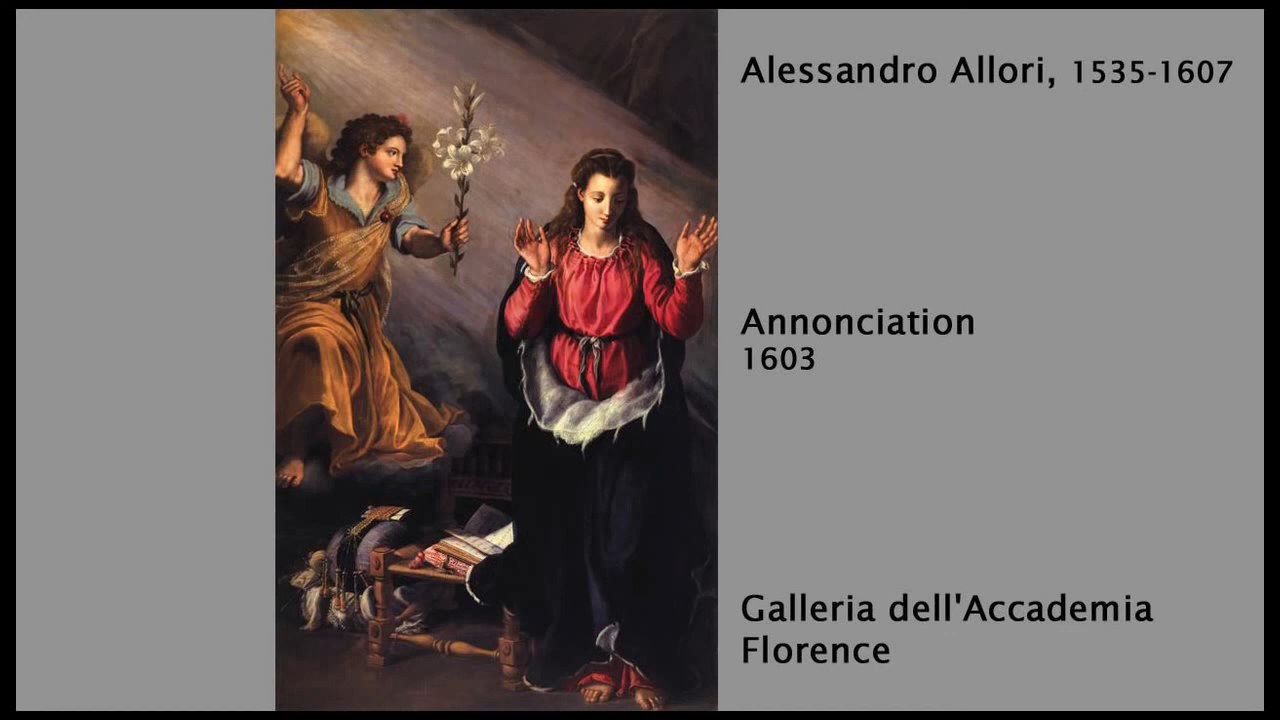 Alessandro Allori, 1535-1607
Annonciation
1603
Galleria dell'Accademia
Florence